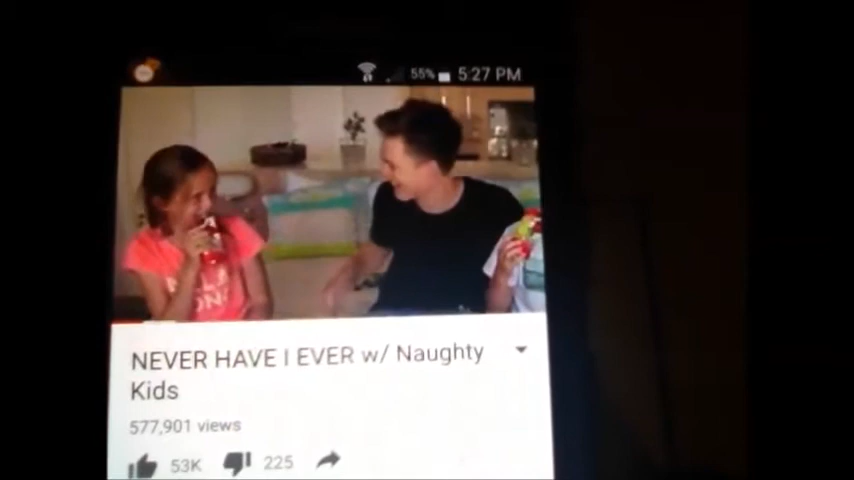 55% 5:27 PM
NEVER HAVE I EVER w/ Naughty
Kids
577,901 views
53K 225